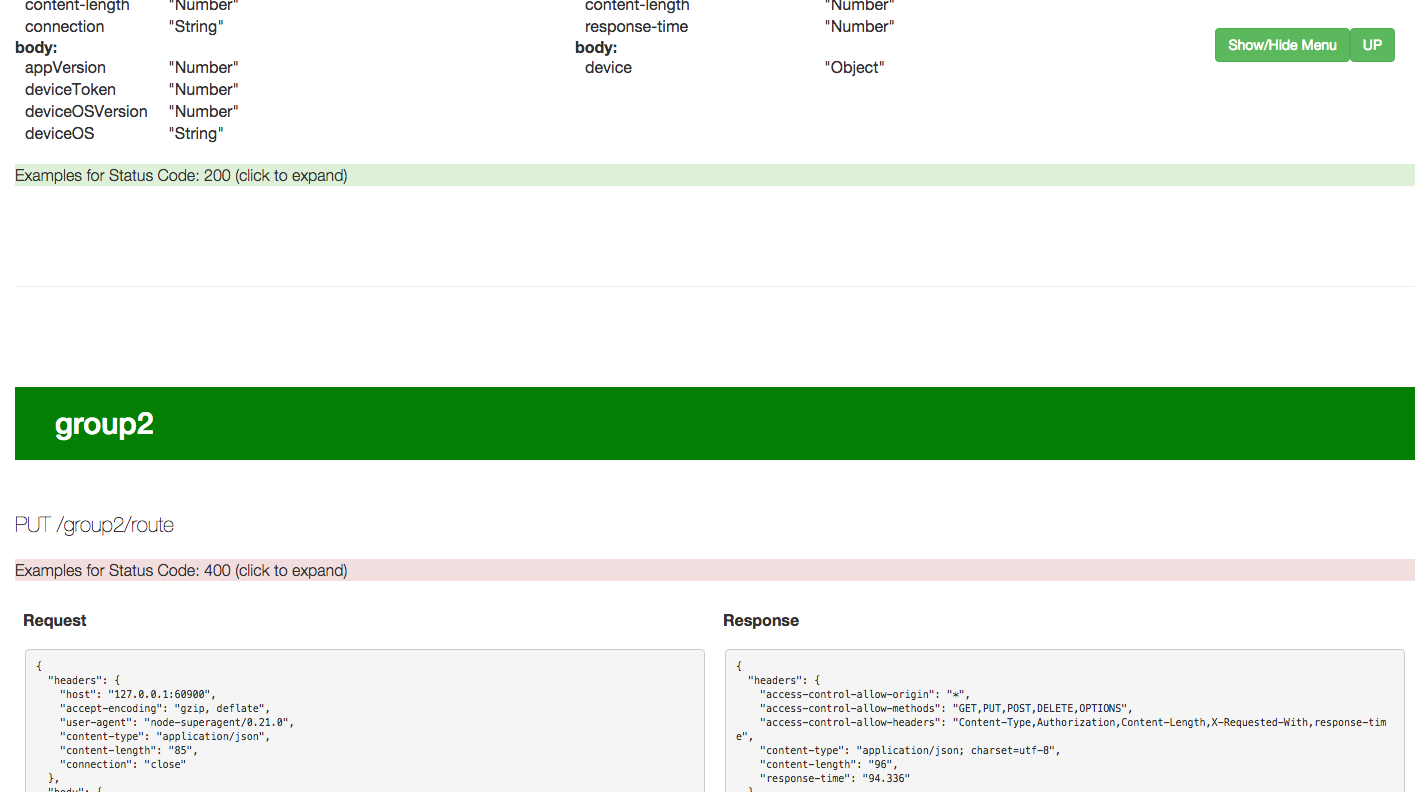 content-length "Number" content-length "Number"
connection "String" response-time "Number"
body: body:
Show/Hide Menu UP
appVersion "Number" device "Object"
deviceToken "Number"
deviceOSVersion "Number"
deviceOS "String"
Examples for Status Code: 200 (click to expand)
group2
PUT /group2/route
Examples for Status Code: 400 (click to expand)
Request
{
"headers": {
"host": "127.0.0.1:60900",
"accept-encoding": "gzip, deflate",
"user-agent": "node-superagent/0.21.0",
"content-type": "application/json",
"content-length": "85",
"connection": "close"
},
"body": {
Response
{
"headers": {
"access-control-allow-origin": "*",
"access-control-allow-methods": "GET,PUT,POST,DELETE,OPTIONS",
"access-control-allow-headers": "Content-Type,Authorization,Content-Length,X-Requested-With,response-tim
e",
"content-type": "application/json; charset=utf-8",
"content-length": "96",
"response-time": "94.336"
}